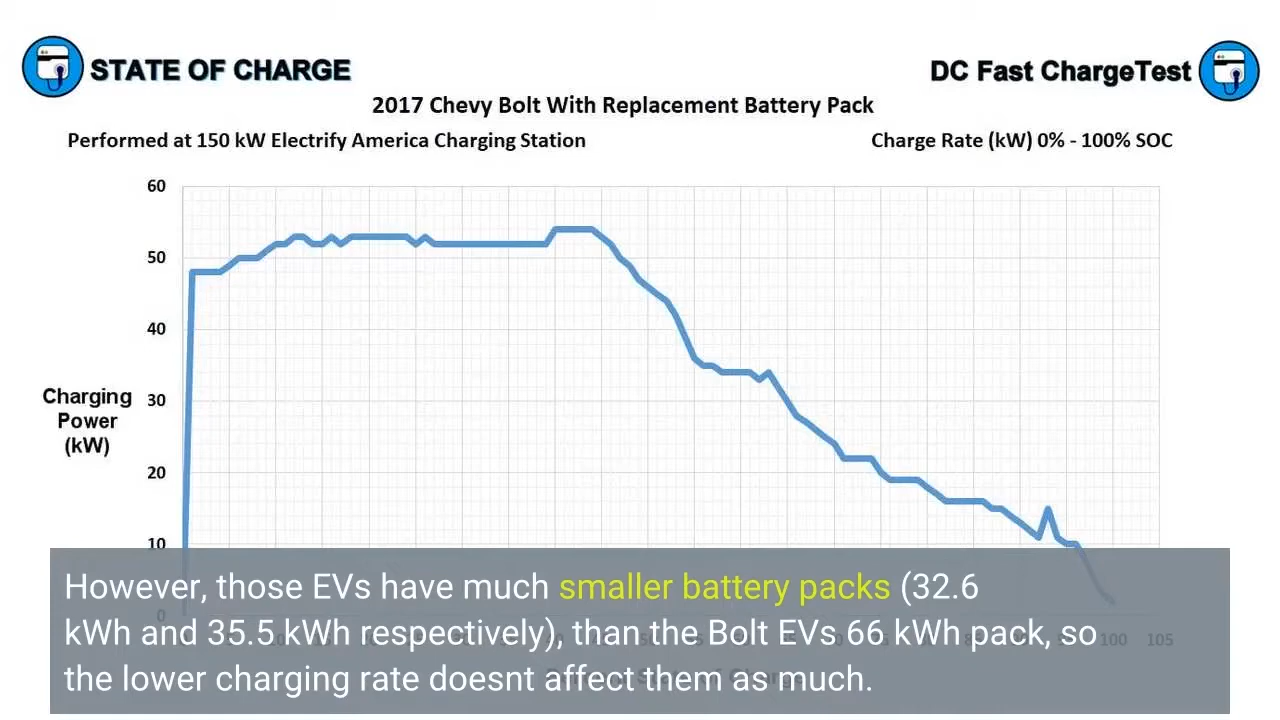 STATE OF CHARGE
DC Fast ChargeTest
2017 Chevy Bolt With Replacement Battery Pack
Performed at 150 kW Electrify America Charging Station
Charge Rate (kW) 0% - 100% SOC
60
50
40
30
20
10
0
Charging
Power
(kW)
However, those EVs have much smaller battery packs (32.6
kWh and 35.5 kWh respectively), than the Bolt EVs 66 kWh pack, so
the lower charging rate doesnt affect them as much.
100
105